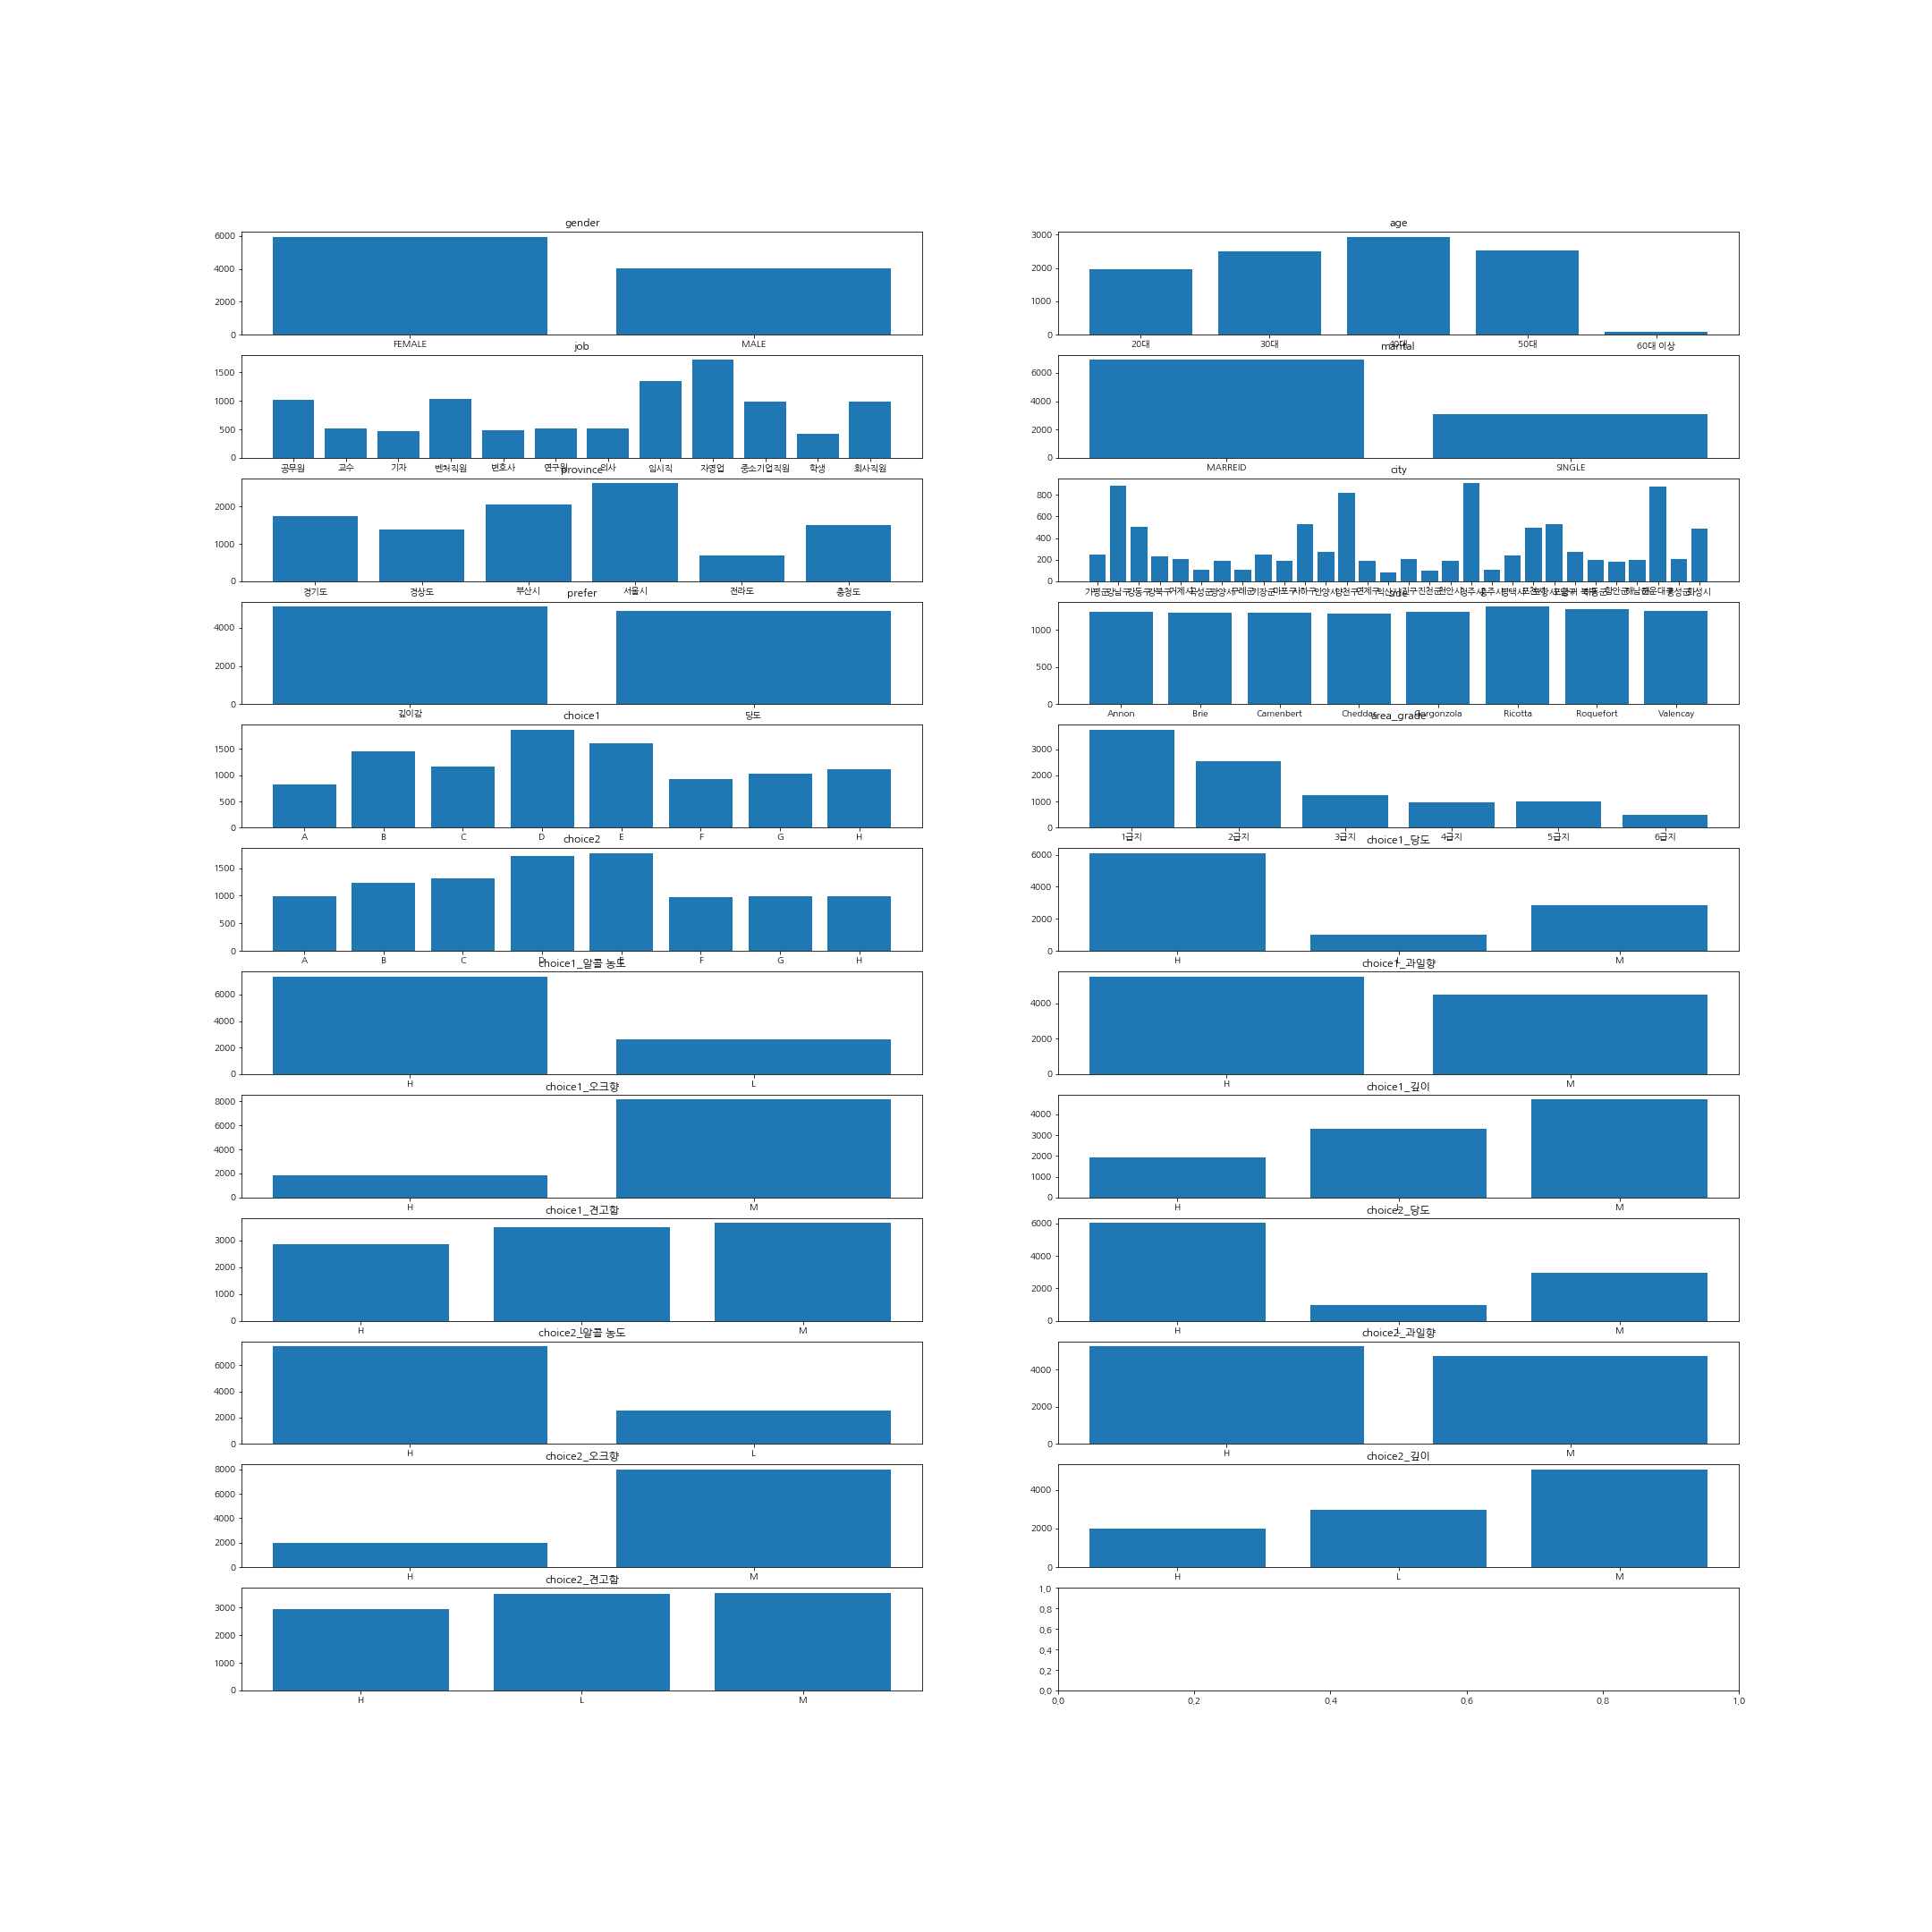 gender
6000
4000
2000
0
FEMALE MALE
age
3000
2000
1000
0
20대 30대 40대 50대 60대 이상
job
1500
1000
500
0
공무원 교수 기자 벤처직원 변호사 연구원 의사 임시직 자영업 중소기업직원 학생 회사직원
marital
6000
4000
2000
0
MARREID SINGLE
province
2000
1000
0
경기도 경상도 부산시 서울시 전라도 충청도
city
800
600
400
200
0
prefer
4000
2000
0
깊이감 당도
side
1000
500
0
Annon Brie Camenbert Cheddar Gorgonzola Ricotta Roquefort Valencay
choice1
1500
1000
500
0
A B C D E F G H
area_grade
3000
2000
1000
0
1급지 2급지 3급지 4급지 5급지 6급지
choice2
1500
1000
500
0
A B C D E F G H
choice1_당도
6000
4000
2000
0
H L M
choice1_알콜 농도
6000
4000
2000
0
H L
choice1_과일향
4000
2000
0
H M
choice1_오크향
8000
6000
4000
2000
0
H M
choice1_깊이
4000
3000
2000
1000
0
H L M
choice1_견고함
3000
2000
1000
0
H L M
choice2_당도
6000
4000
2000
0
H L M
choice2_알콜 농도
6000
4000
2000
0
H L
choice2_과일향
4000
2000
0
H M
choice2_오크향
8000
6000
4000
2000
0
H M
choice2_깊이
4000
2000
0
H L M
choice2_견고함
3000
2000
1000
0
H L M
1.0
0.8
0.6
0.4
0.2
0.0
0.0 0.2 0.4 0.6 0.8 1.0